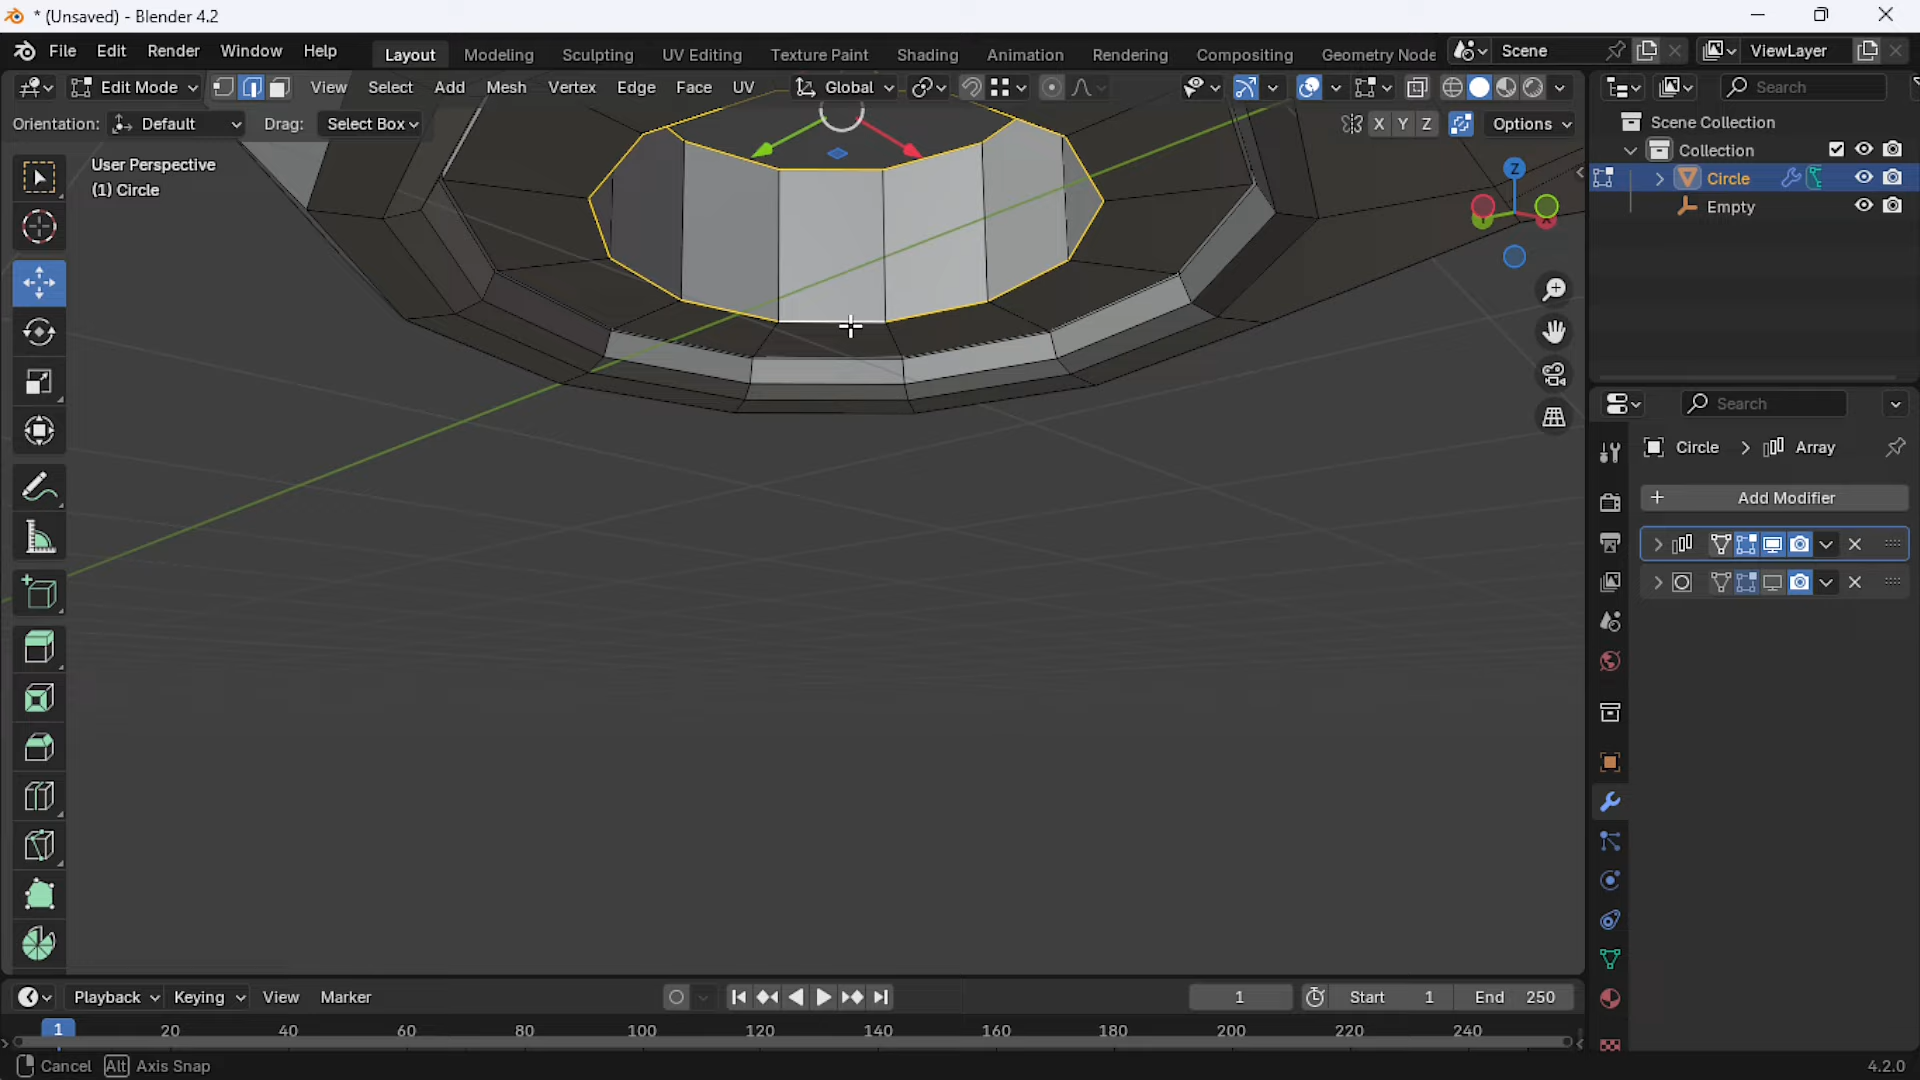 * (Unsaved) - Blender 4.2
File Edit Render Window Help Layout Modeling Sculpting UV Editing Texture Paint Shading Animation Rendering Compositing Geometry Node Scene ViewLayer
Edit Mode View Select Add Mesh Vertex Edge Face UV Global Search
Orientation: Default Drag: Select Box X Y Z Options
Scene Collection
Collection
Circle
Empty
User Perspective
(1) Circle
Z
Search
Circle > Array
+ Add Modifier
Playback Keying View Marker 1 Start 1 End 250
1 20 40 60 80 100 120 140 160 180 200 220 240
Cancel Alt Axis Snap 4.2.0